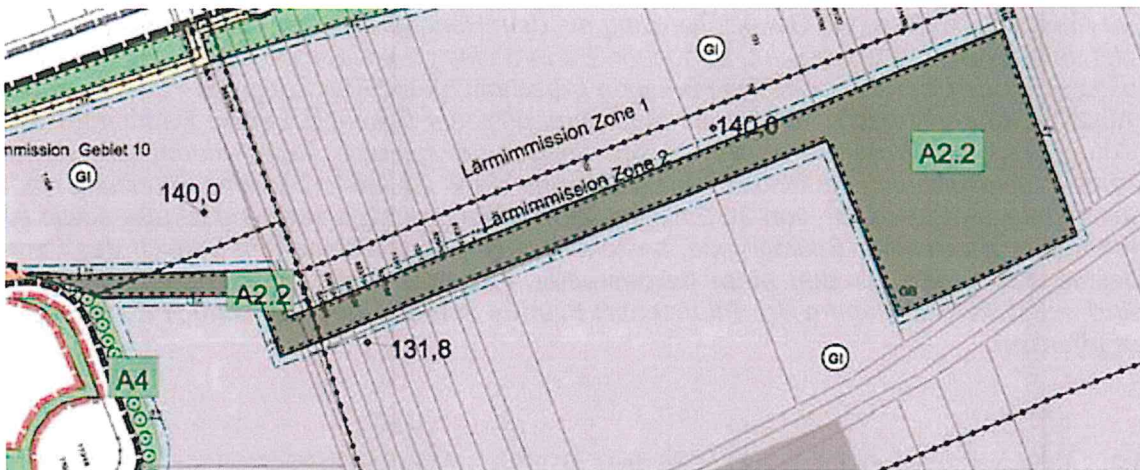 GI
Lärmimmission Zone 1
140,0
A2.2
mmission Gebiet 10
GI
140,0
Lärmimmission Zone 2
A2.2
GB
131,8
GI
A4